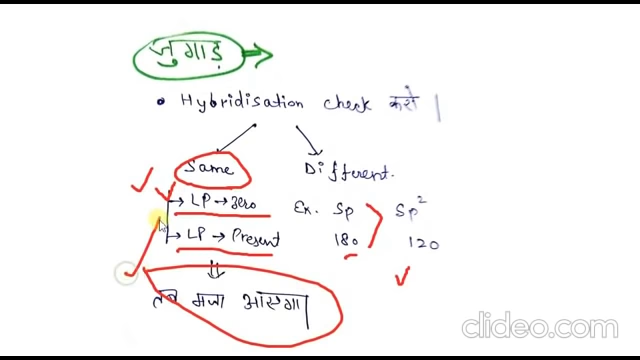 जुगाड़ →
• Hybridisation check करो |
Same Different.
→ LP → Zero Ex. Sp > Sp²
→ LP → Present 180 120
तब मजा आएगा |
clideo.com